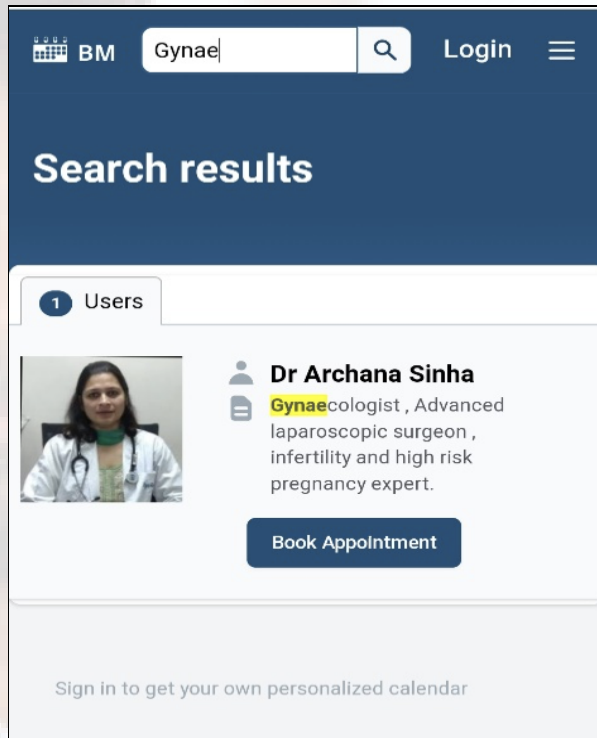 BM
Gynae
Login
Search results
1 Users
Dr Archana Sinha
Gynaecologist , Advanced
laparoscopic surgeon ,
infertility and high risk
pregnancy expert.
Book AppoIntment
Sign in to get your own personalized calendar